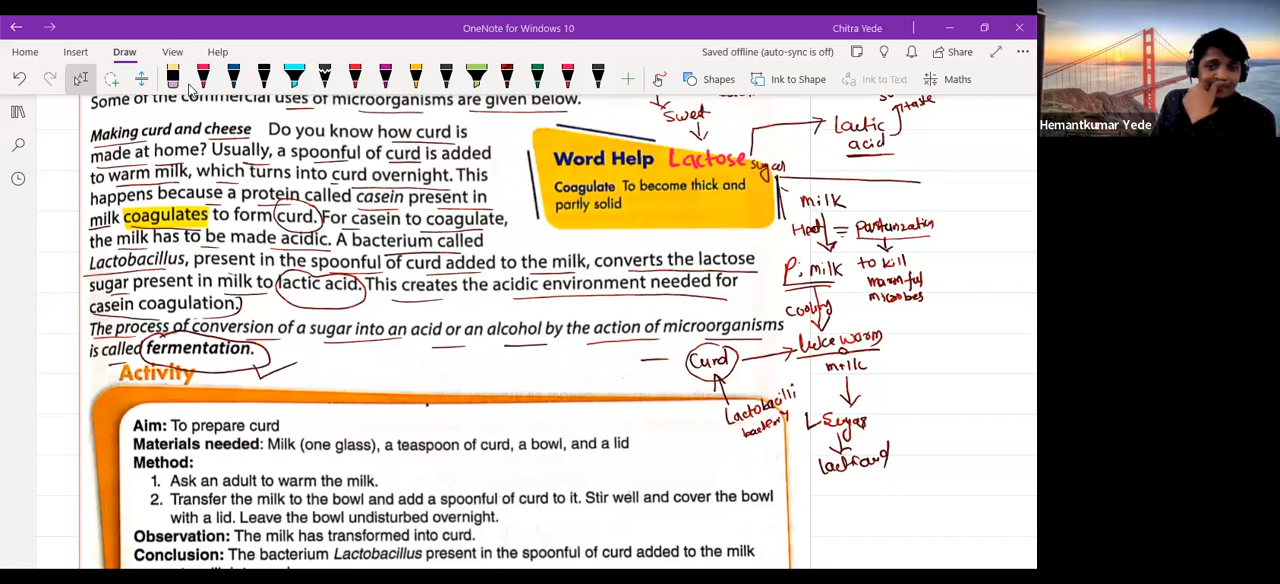 OneNote for Windows 10
Chitra Yede
Home Insert Draw View Help
Saved offline (auto-sync is off)
Share
Shapes
Ink to Shape
Ink to Text
Maths
Some of the commercial uses of microorganisms are given below.
Making curd and cheese Do you know how curd is
made at home? Usually, a spoonful of curd is added
to warm milk, which turns into curd overnight. This
happens because a protein called casein present in
milk coagulates to form curd. For casein to coagulate,
the milk has to be made acidic. A bacterium called
Lactobacillus, present in the spoonful of curd added to the milk, converts the lactose
sugar present in milk to lactic acid. This creates the acidic environment needed for
casein coagulation.
The process of conversion of a sugar into an acid or an alcohol by the action of microorganisms
is called fermentation.
Word Help Lactose
sugar
Coagulate To become thick and
partly solid
Swet
Lactic
acid
taste
milk
Heat = Pasturization
P. milk to kill
harmful
microbes
cooling
Curd
luke worm
milk
Lactobacilli
bacteria
L Sugar
Activity
Aim: To prepare curd
Materials needed: Milk (one glass), a teaspoon of curd, a bowl, and a lid
Method:
1. Ask an adult to warm the milk.
2. Transfer the milk to the bowl and add a spoonful of curd to it. Stir well and cover the bowl
with a lid. Leave the bowl undisturbed overnight.
Observation: The milk has transformed into curd.
Conclusion: The bacterium Lactobacillus present in the spoonful of curd added to the milk
Hemantkumar Yede